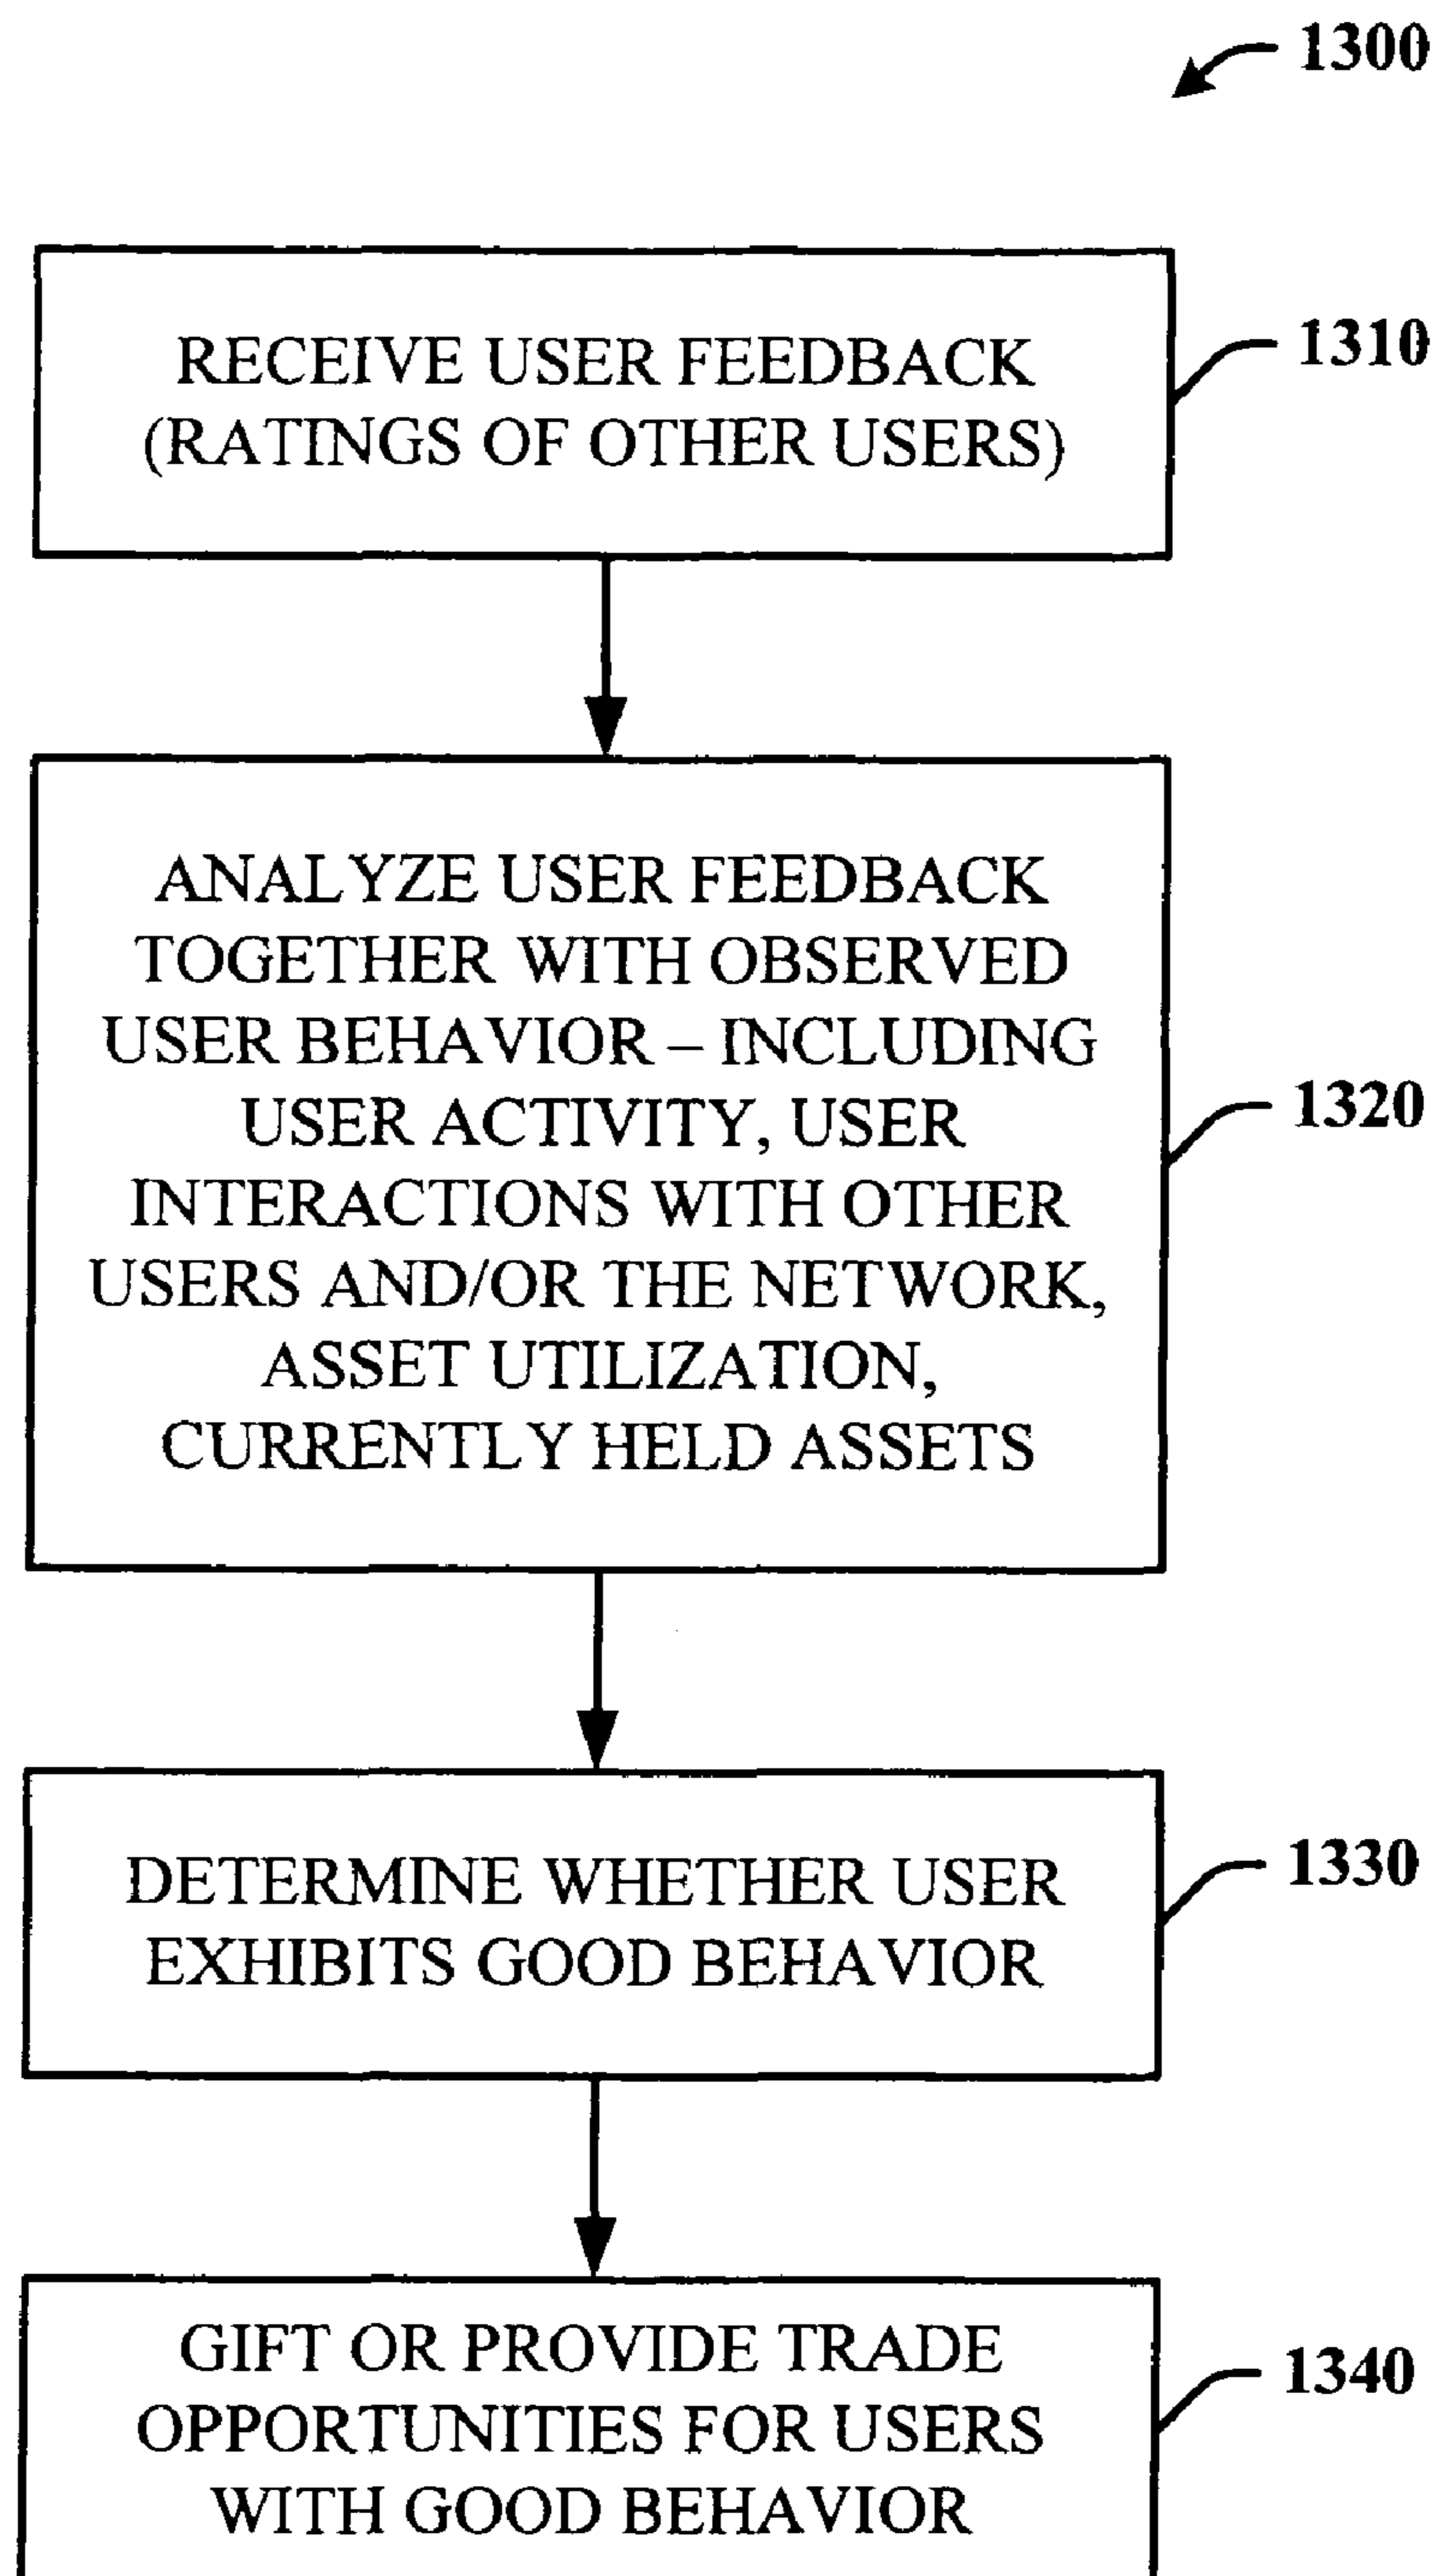 1300
RECEIVE USER FEEDBACK
(RATINGS OF OTHER USERS)
1310
ANALYZE USER FEEDBACK
TOGETHER WITH OBSERVED
USER BEHAVIOR – INCLUDING
USER ACTIVITY, USER
INTERACTIONS WITH OTHER
USERS AND/OR THE NETWORK,
ASSET UTILIZATION,
CURRENTLY HELD ASSETS
1320
DETERMINE WHETHER USER
EXHIBITS GOOD BEHAVIOR
1330
GIFT OR PROVIDE TRADE
OPPORTUNITIES FOR USERS
WITH GOOD BEHAVIOR
1340